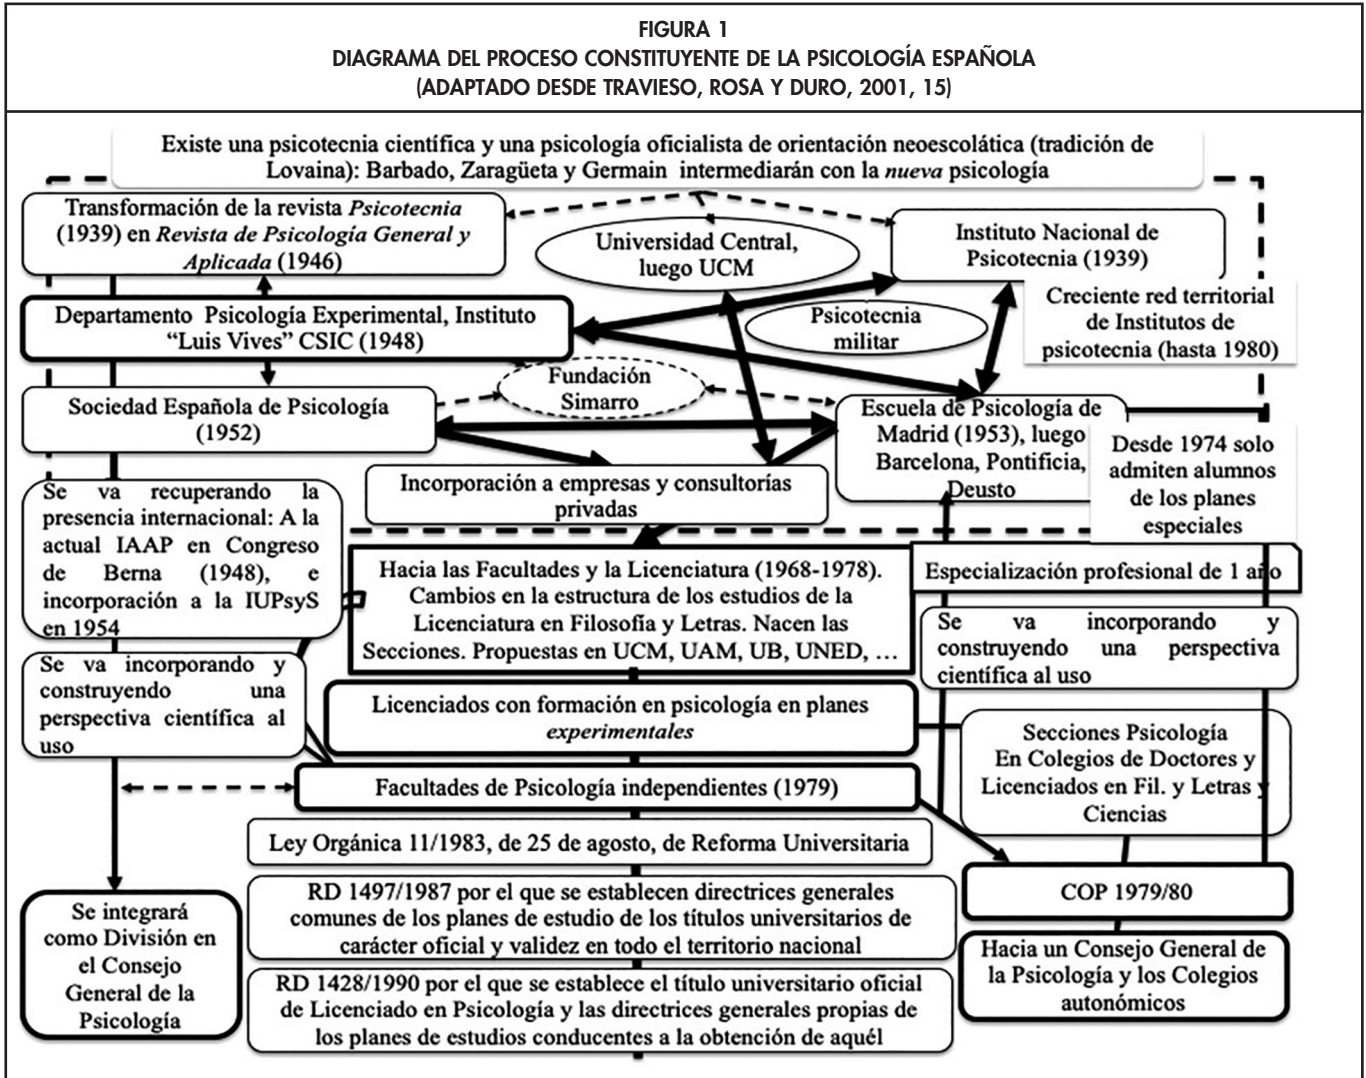 FIGURA 1
DIAGRAMA DEL PROCESO CONSTITUYENTE DE LA PSICOLOGÍA ESPAÑOLA
(ADAPTADO DESDE TRAVIESO, ROSA Y DURO, 2001, 15)
Existe una psicotecnia científica y una psicología oficialista de orientación neoescolática (tradición de
Lovaina): Barbado, Zaragüeta y Germain intermediarán con la nueva psicología
Transformación de la revista Psicotecnia
(1939) en Revista de Psicología General y
Aplicada (1946)
Universidad Central,
luego UCM
Instituto Nacional de
Psicotecnia (1939)
Departamento Psicología Experimental, Instituto
“Luis Vives” CSIC (1948)
Psicotecnia
militar
Creciente red territorial
de Institutos de
psicotecnia (hasta 1980)
Fundación
Simarro
Sociedad Española de Psicología
(1952)
Escuela de Psicología de
Madrid (1953), luego
Barcelona, Pontificia,
Deusto
Desde 1974 solo
admiten alumnos
de los planes
especiales
Incorporación a empresas y consultorías
privadas
Se va recuperando la
presencia internacional: A la
actual IAAP en Congreso
de Berna (1948), e
incorporación a la IUPsyS
en 1954
Hacia las Facultades y la Licenciatura (1968-1978).
Cambios en la estructura de los estudios de la
Licenciatura en Filosofía y Letras. Nacen las
Secciones. Propuestas en UCM, UAM, UB, UNED, …
Especialización profesional de 1 año
Se va incorporando y
construyendo una perspectiva
científica al uso
Se va incorporando y
construyendo una
perspectiva científica al
uso
Licenciados con formación en psicología en planes
experimentales
Secciones Psicología
En Colegios de Doctores y
Licenciados en Fil. y Letras y
Ciencias
Facultades de Psicología independientes (1979)
Ley Orgánica 11/1983, de 25 de agosto, de Reforma Universitaria
RD 1497/1987 por el que se establecen directrices generales
comunes de los planes de estudio de los títulos universitarios de
carácter oficial y validez en todo el territorio nacional
COP 1979/80
Se integrará
como División en
el Consejo
General de la
Psicología
Hacia un Consejo General de
la Psicología y los Colegios
autonómicos
RD 1428/1990 por el que se establece el título universitario oficial
de Licenciado en Psicología y las directrices generales propias de
los planes de estudios conducentes a la obtención de aquél